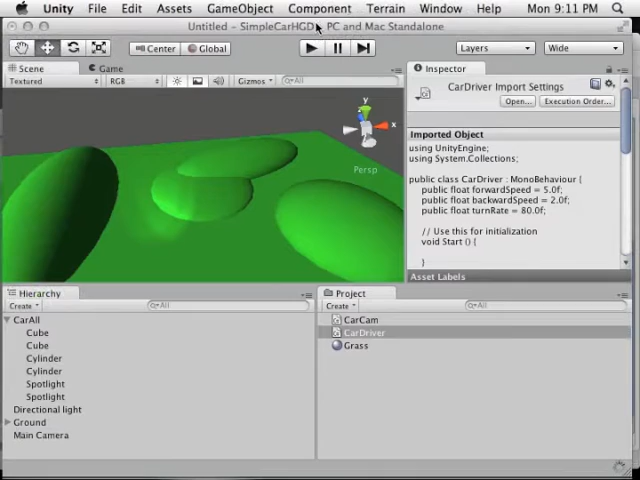 Unity File Edit Assets GameObject Component Terrain Window Help Mon 9:11 PM
Untitled – SimpleCarHGD – PC and Mac Standalone
Center Global Layers Wide
Scene Game
Textured RGB Gizmos All
y
x
Persp
Inspector
CarDriver Import Settings
Open... Execution Order...
Imported Object
using UnityEngine;
using System.Collections;
public class CarDriver : MonoBehaviour {
public float forwardSpeed = 5.0f;
public float backwardSpeed = 2.0f;
public float turnRate = 80.0f;
// Use this for initialization
void Start () {
Asset Labels
Hierarchy
Create All
CarAll
Cube
Cube
Cylinder
Cylinder
Spotlight
Spotlight
Directional light
Ground
Main Camera
Project
Create All
CarCam
CarDriver
Grass